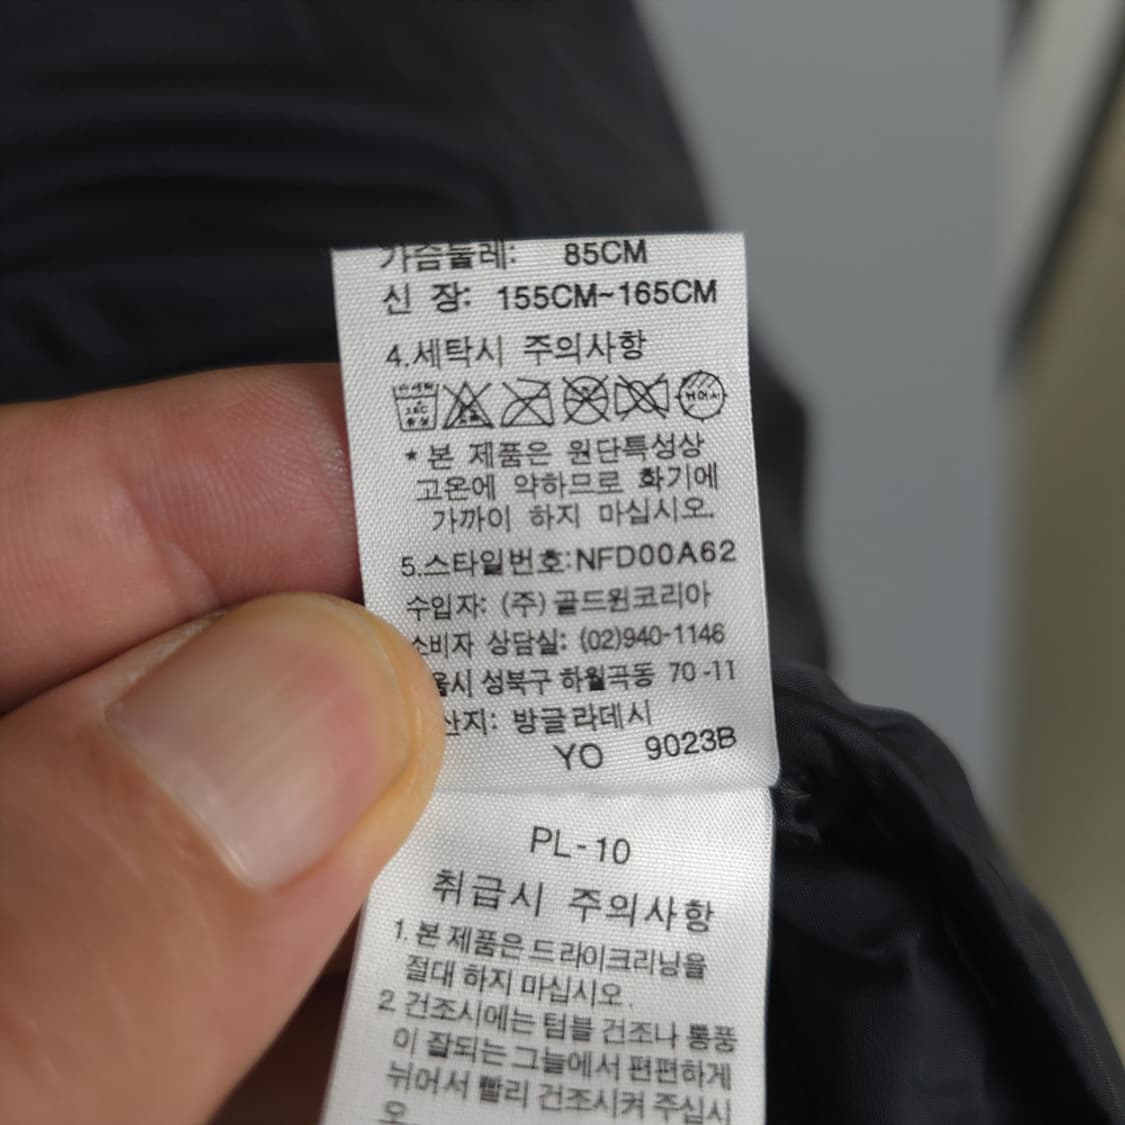 가슴둘레: 85CM
신 장: 155CM~165CM
4.세탁시 주의사항
* 본 제품은 원단특성상
고온에 약하므로 화기에
가까이 하지 마십시오.
5.스타일번호:NFD00A62
수입자: (주) 골드윈코리아
소비자 상담실: (02)940-1146
울시 성북구 하월곡동 70-11
산지: 방글라데시
YO 9023B
PL-10
취급시 주의사항
1. 본 제품은 드라이크리닝을
절대 하지 마십시오.
2 건조시에는 텀블 건조나 통풍
이 잘되는 그늘에서 편편하게
뉘어서 빨리 건조시켜 주십시
오.